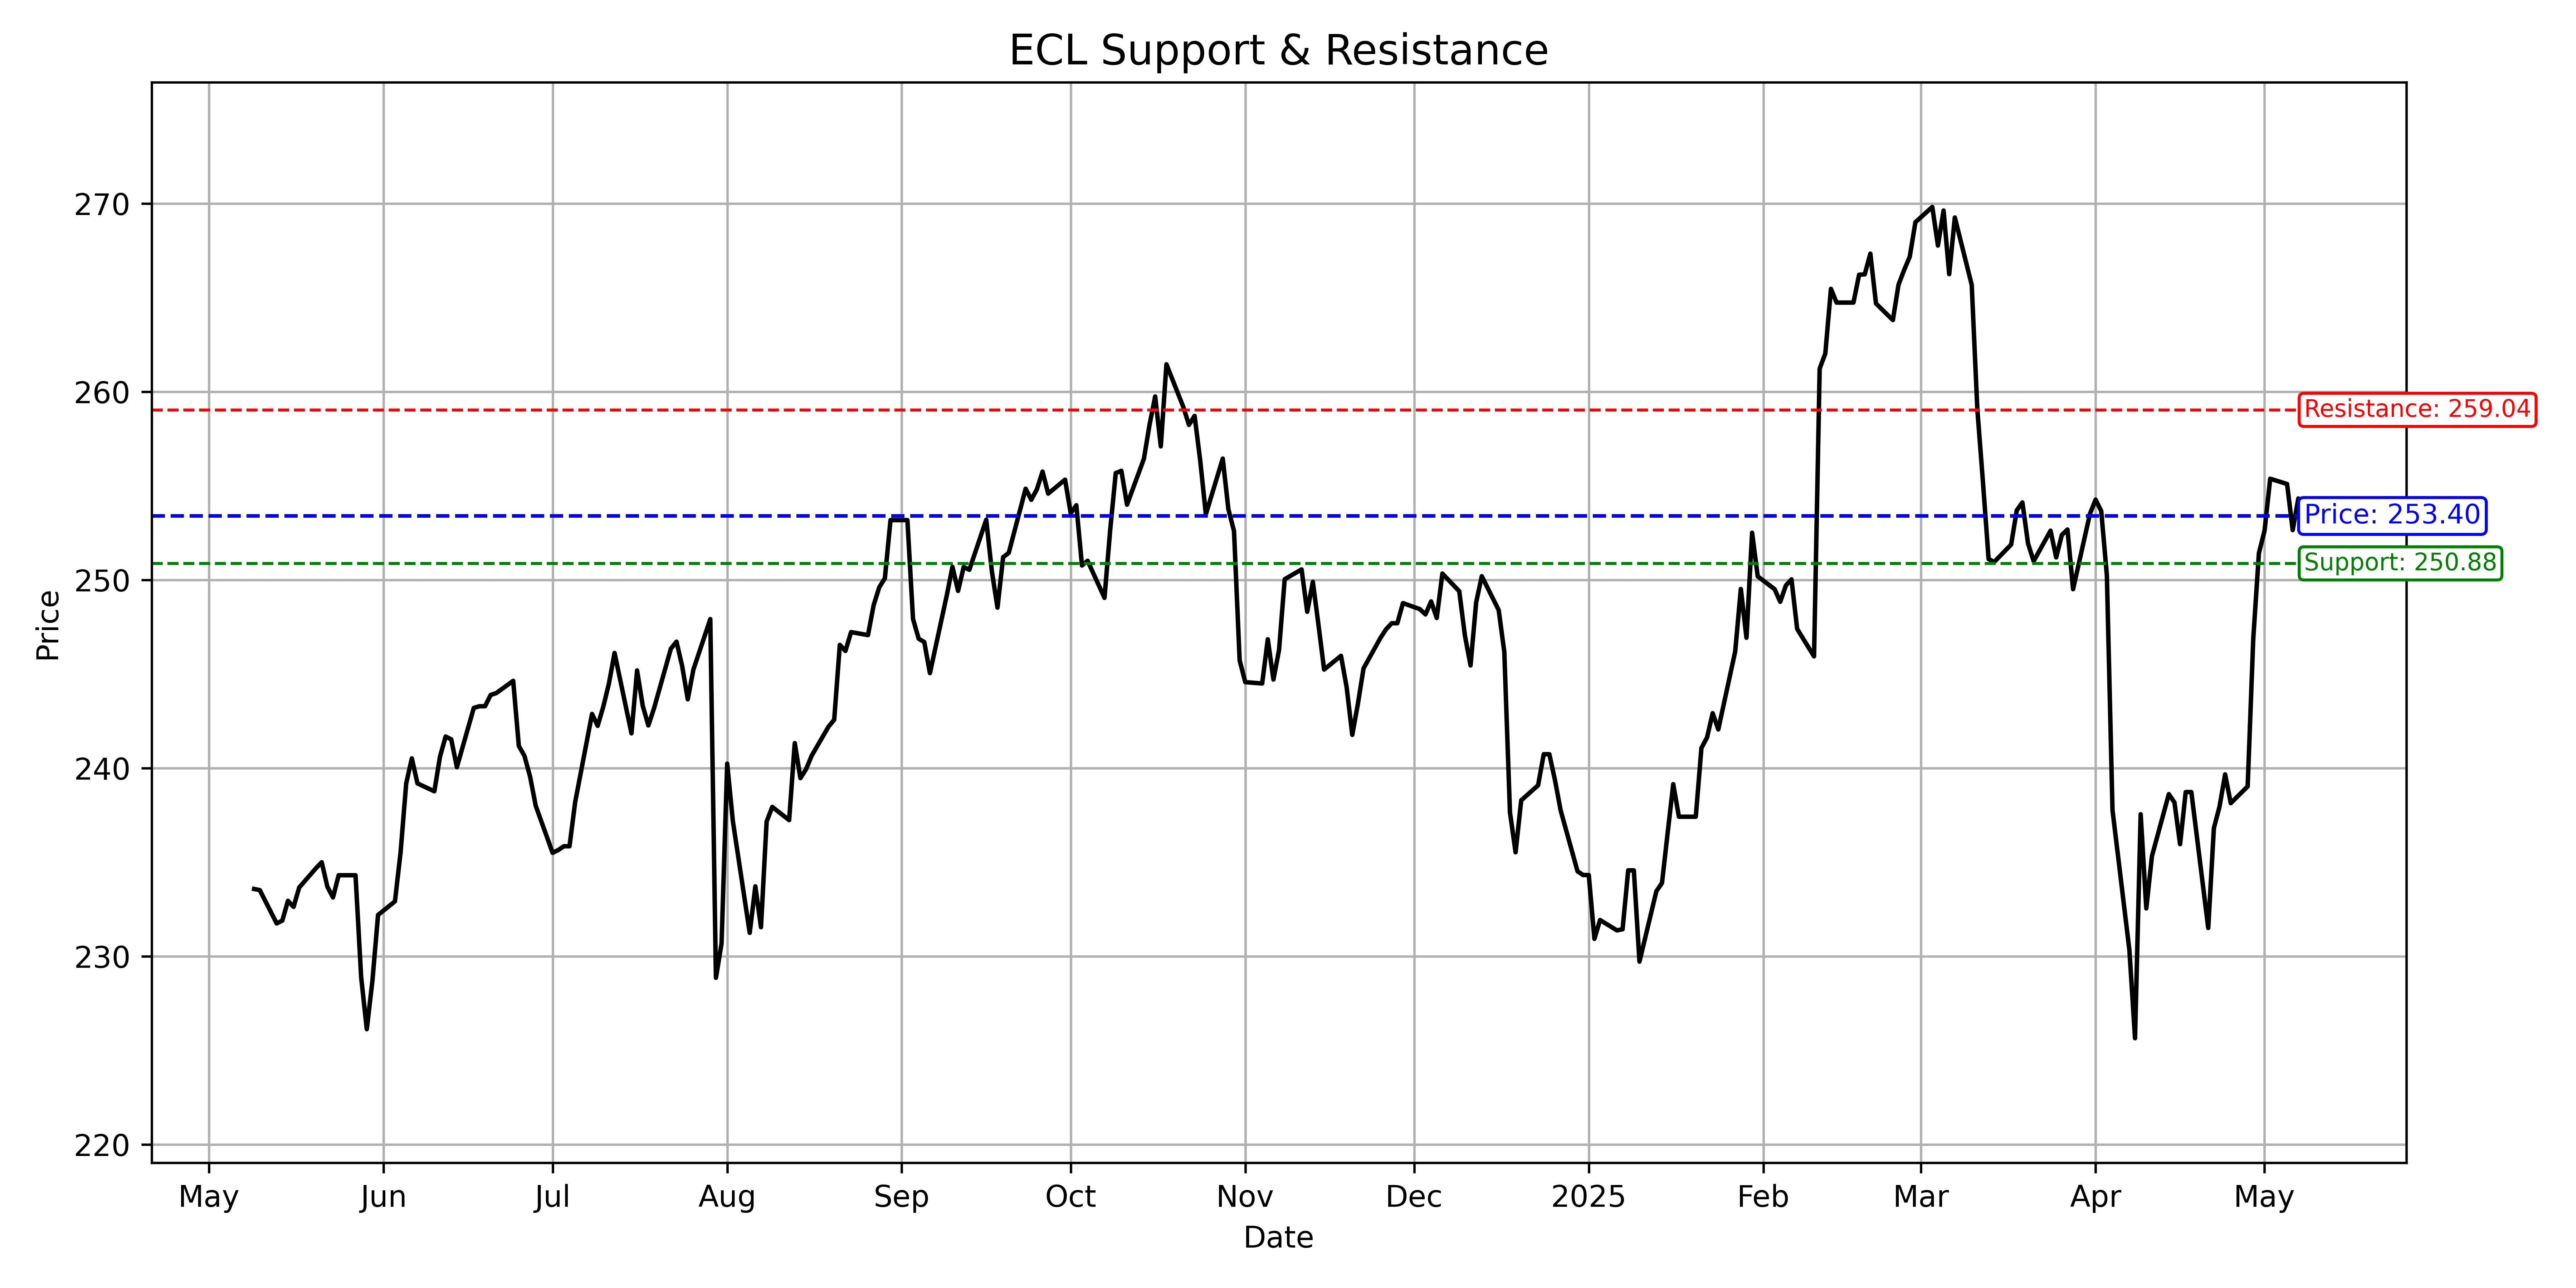 ECL Support & Resistance
Price
270
260
250
240
230
220
Resistance: 259.04
Price: 253.40
Support: 250.88
May Jun Jul Aug Sep Oct Nov Dec 2025 Feb Mar Apr May
Date